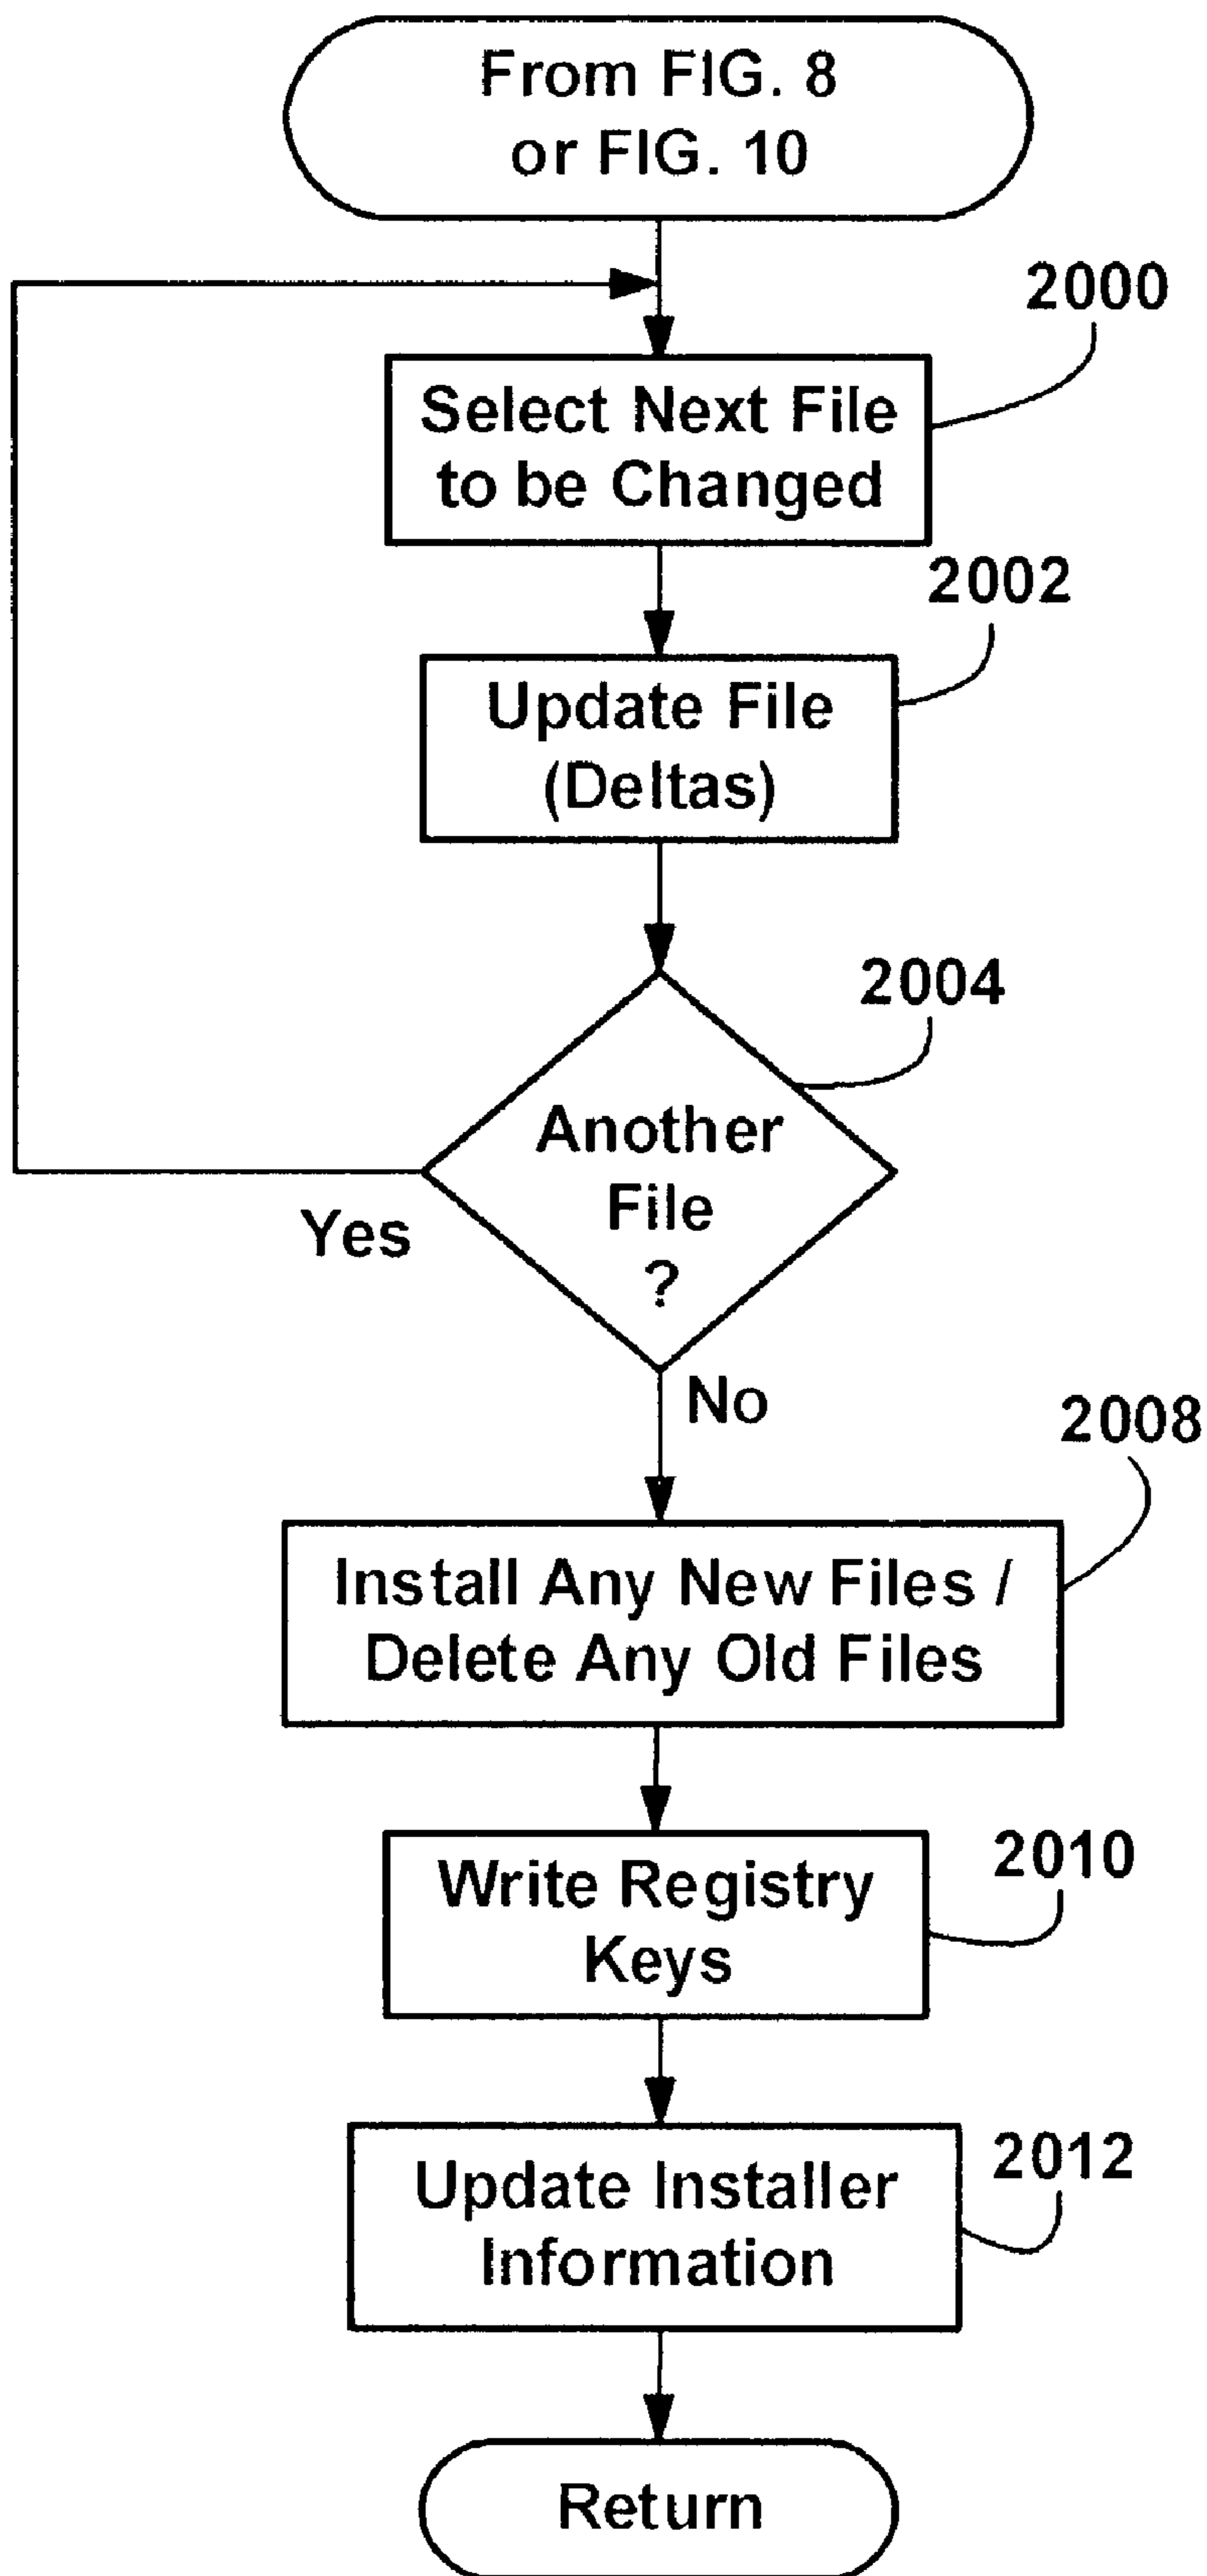 From FIG. 8
or FIG. 10
2000
Select Next File
to be Changed
2002
Update File
(Deltas)
2004
Another
File
?
Yes
No
2008
Install Any New Files /
Delete Any Old Files
2010
Write Registry
Keys
2012
Update Installer
Information
Return